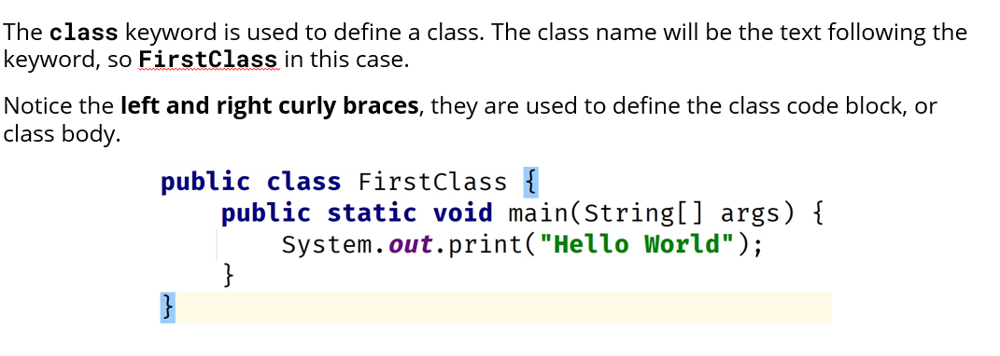 The class keyword is used to define a class. The class name will be the text following the
keyword, so FirstClass in this case.
Notice the left and right curly braces, they are used to define the class code block, or
class body.
public class FirstClass {
    public static void main(String[] args) {
        System.out.print("Hello World");
    }
}